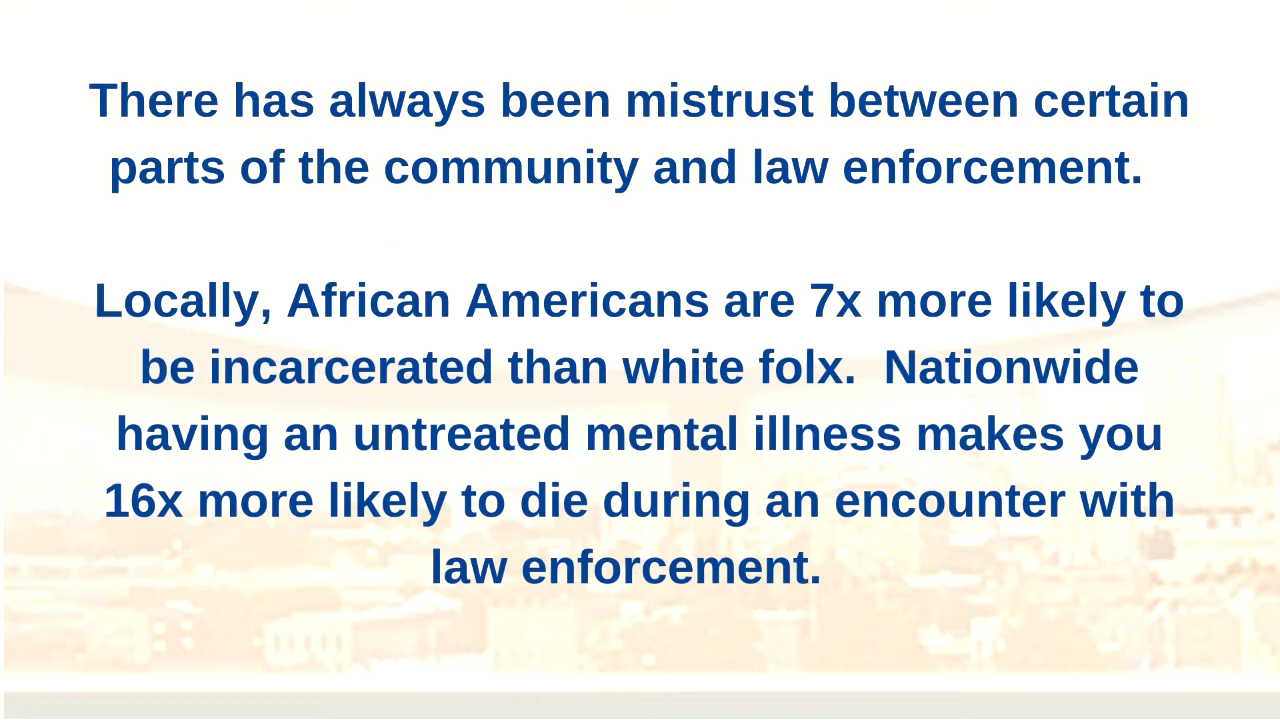 There has always been mistrust between certain
parts of the community and law enforcement.
Locally, African Americans are 7x more likely to
be incarcerated than white folx.  Nationwide
having an untreated mental illness makes you
16x more likely to die during an encounter with
law enforcement.